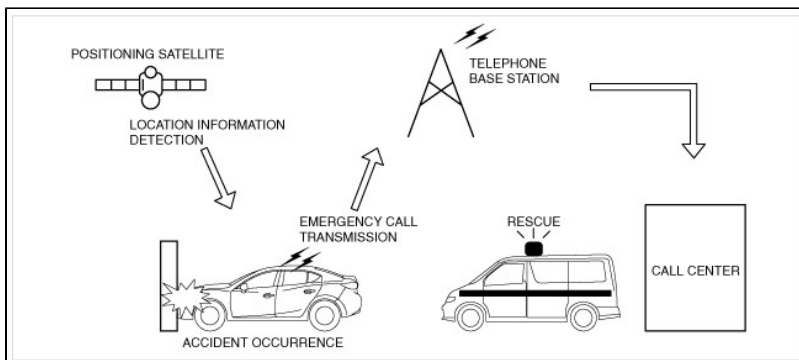 POSITIONING SATELLITE
LOCATION INFORMATION
DETECTION
TELEPHONE
BASE STATION
EMERGENCY CALL
TRANSMISSION
RESCUE
CALL CENTER
ACCIDENT OCCURRENCE